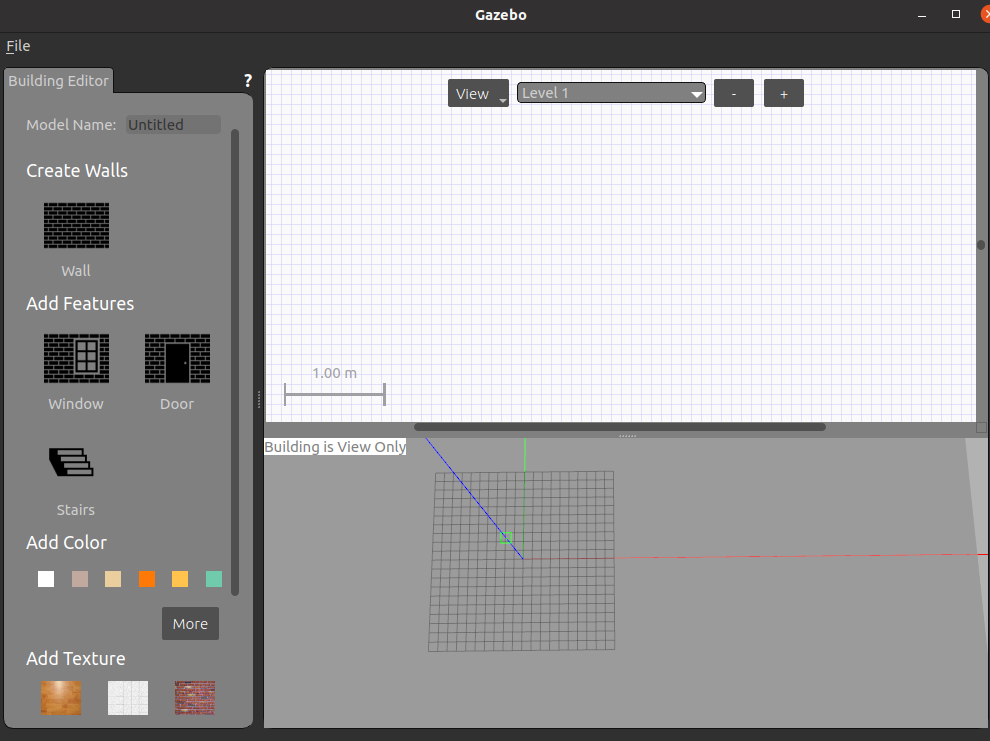 Gazebo
File
Building Editor
?
View
Level 1
-
+
Model Name: Untitled
Create Walls
Wall
Add Features
Window
Door
Stairs
1.00 m
Building is View Only
Add Color
More
Add Texture